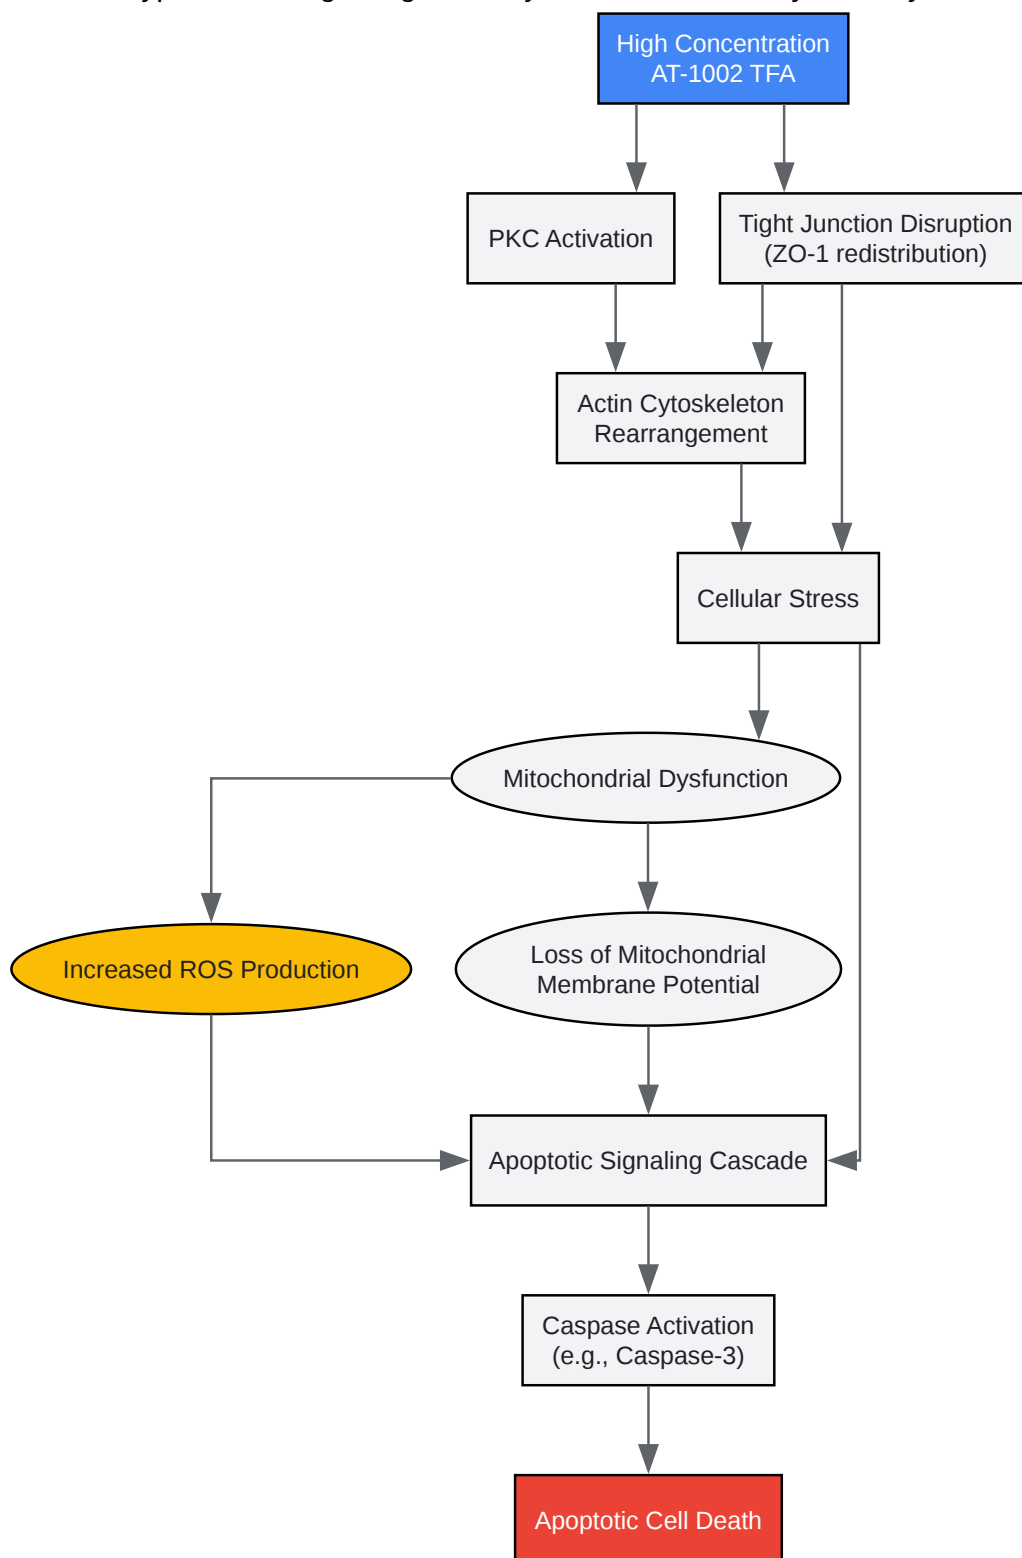 High Concentration
AT-1002 TFA
PKC Activation
Tight Junction Disruption
(ZO-1 redistribution)
Actin Cytoskeleton
Rearrangement
Cellular Stress
Mitochondrial Dysfunction
Increased ROS Production
Loss of Mitochondrial
Membrane Potential
Apoptotic Signaling Cascade
Caspase Activation
(e.g., Caspase-3)
Apoptotic Cell Death